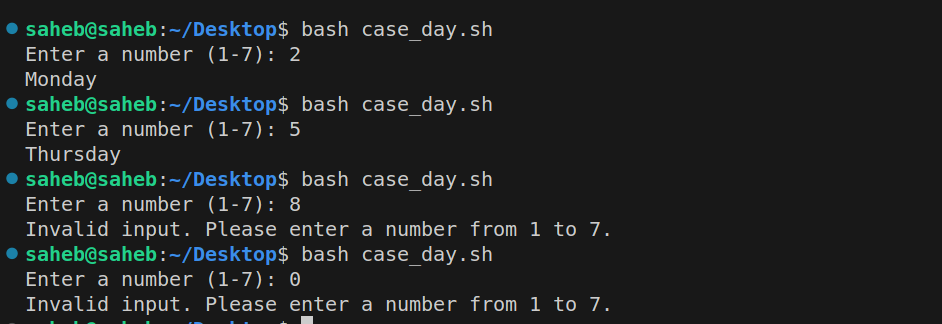 saheb@saheb:~/Desktop$ bash case_day.sh
Enter a number (1-7): 2
Monday
saheb@saheb:~/Desktop$ bash case_day.sh
Enter a number (1-7): 5
Thursday
saheb@saheb:~/Desktop$ bash case_day.sh
Enter a number (1-7): 8
Invalid input. Please enter a number from 1 to 7.
saheb@saheb:~/Desktop$ bash case_day.sh
Enter a number (1-7): 0
Invalid input. Please enter a number from 1 to 7.